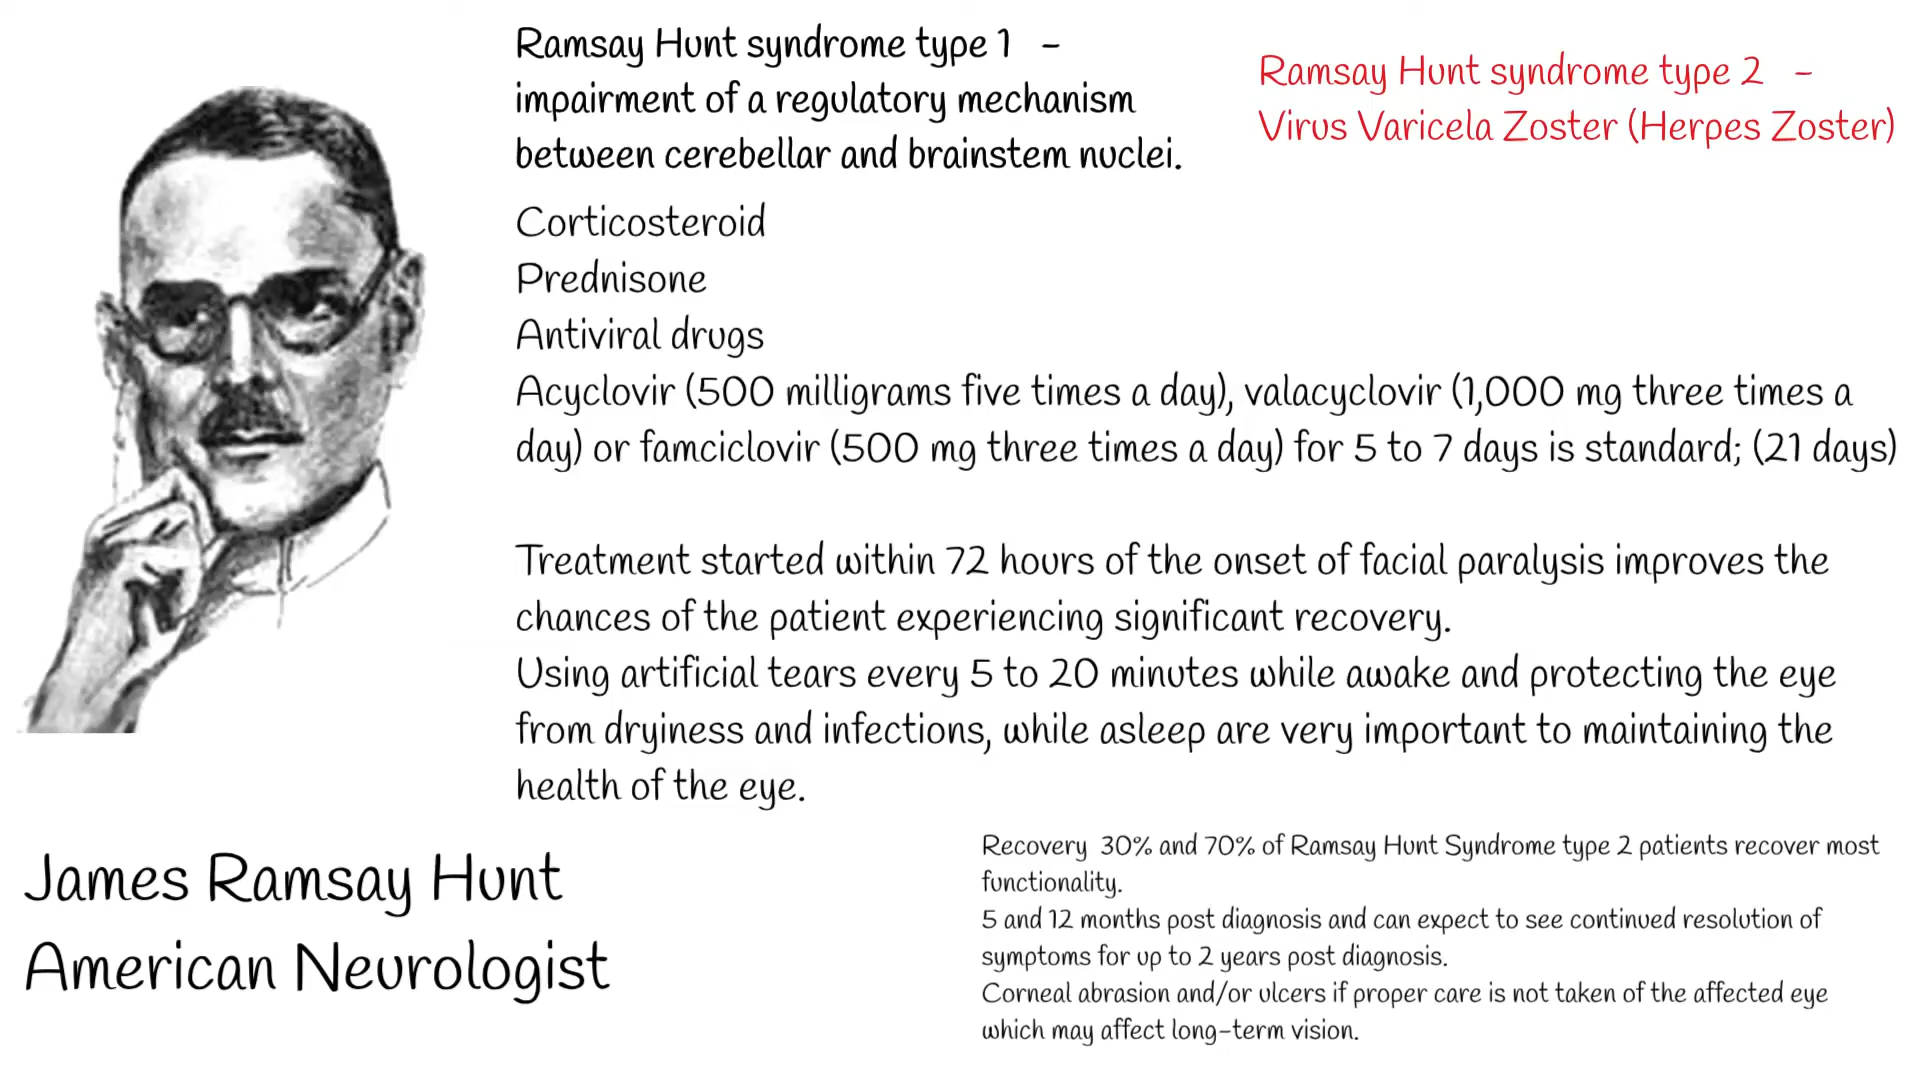 Ramsay Hunt syndrome type 1 -
impairment of a regulatory mechanism
between cerebellar and brainstem nuclei.
Ramsay Hunt syndrome type 2 -
Virus Varicela Zoster (Herpes Zoster)
Corticosteroid
Prednisone
Antiviral drugs
Acyclovir (500 milligrams five times a day), valacyclovir (1,000 mg three times a
day) or famciclovir (500 mg three times a day) for 5 to 7 days is standard; (21 days)
Treatment started within 72 hours of the onset of facial paralysis improves the
chances of the patient experiencing significant recovery.
Using artificial tears every 5 to 20 minutes while awake and protecting the eye
from dryiness and infections, while asleep are very important to maintaining the
health of the eye.
James Ramsay Hunt
American Neurologist
Recovery 30% and 70% of Ramsay Hunt Syndrome type 2 patients recover most
functionality.
5 and 12 months post diagnosis and can expect to see continued resolution of
symptoms for up to 2 years post diagnosis.
Corneal abrasion and/or ulcers if proper care is not taken of the affected eye
which may affect long-term vision.